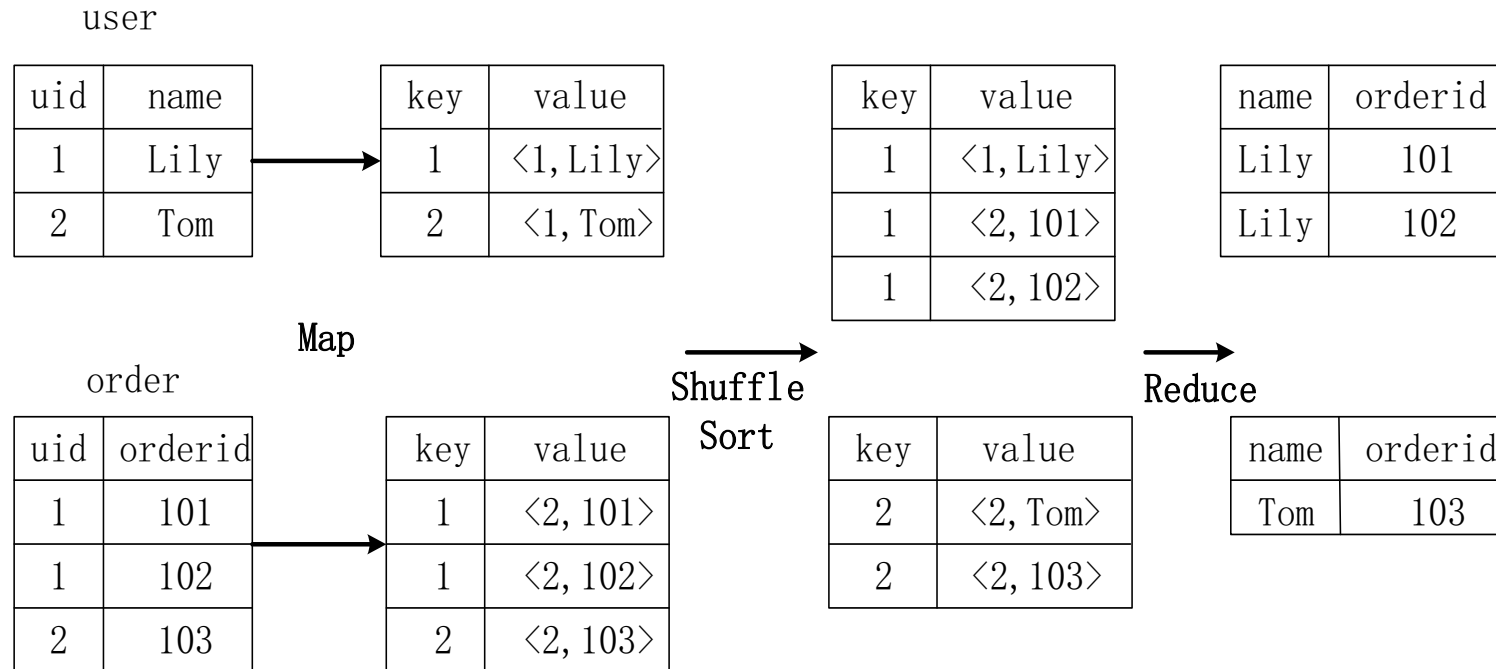 user
uid name
1 Lily
2 Tom
key value
1 <1,Lily>
2 <1,Tom>
Map
order
uid orderid
1 101
1 102
2 103
key value
1 <2,101>
1 <2,102>
2 <2,103>
Shuffle
Sort
key value
1 <1,Lily>
1 <2,101>
1 <2,102>
key value
2 <2,Tom>
2 <2,103>
Reduce
name orderid
Lily 101
Lily 102
name orderid
Tom 103